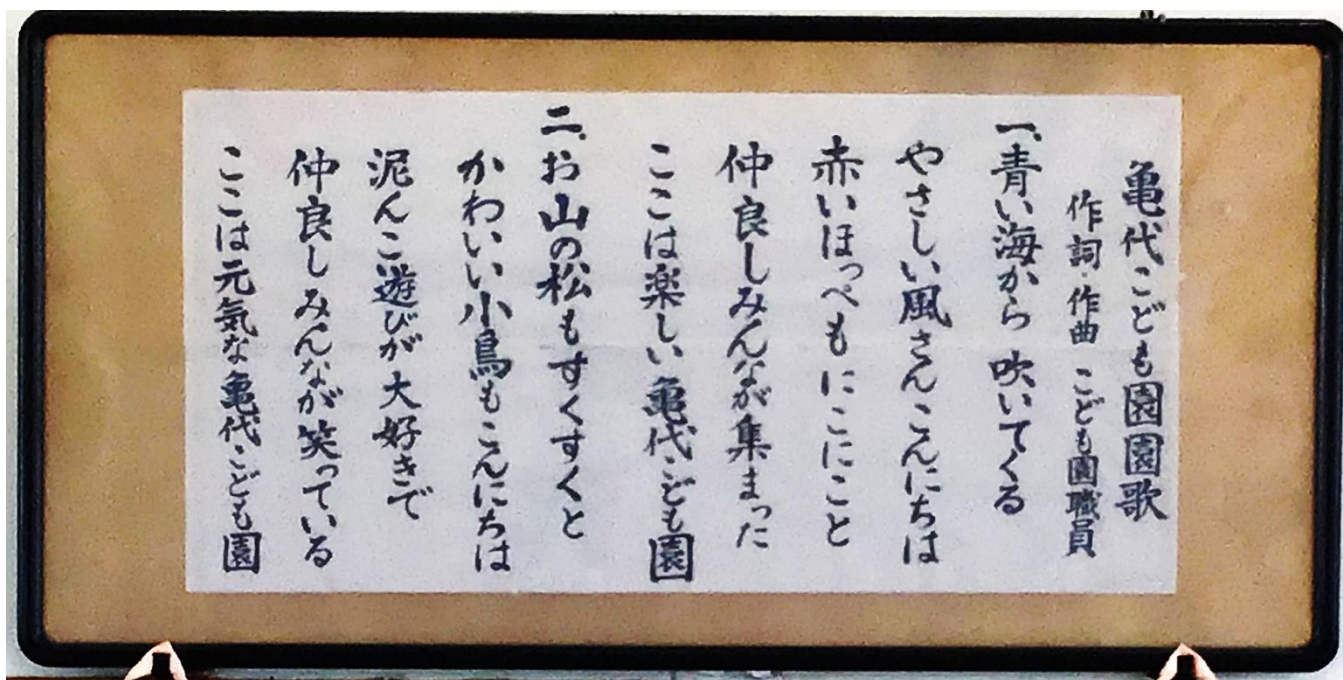 亀代こども園園歌
作詞・作曲 こども園職員
一、青い海から 吹いてくる
やさしい風さんこんにちは
赤いほっぺもにこにこと
仲良しみんなが集まった
ここは楽しい亀代こども園
二、お山の松もすくすくと
かわいい小鳥もこんにちは
泥んこ遊びが大好きで
仲良しみんなが笑っている
ここは元気な亀代こども園